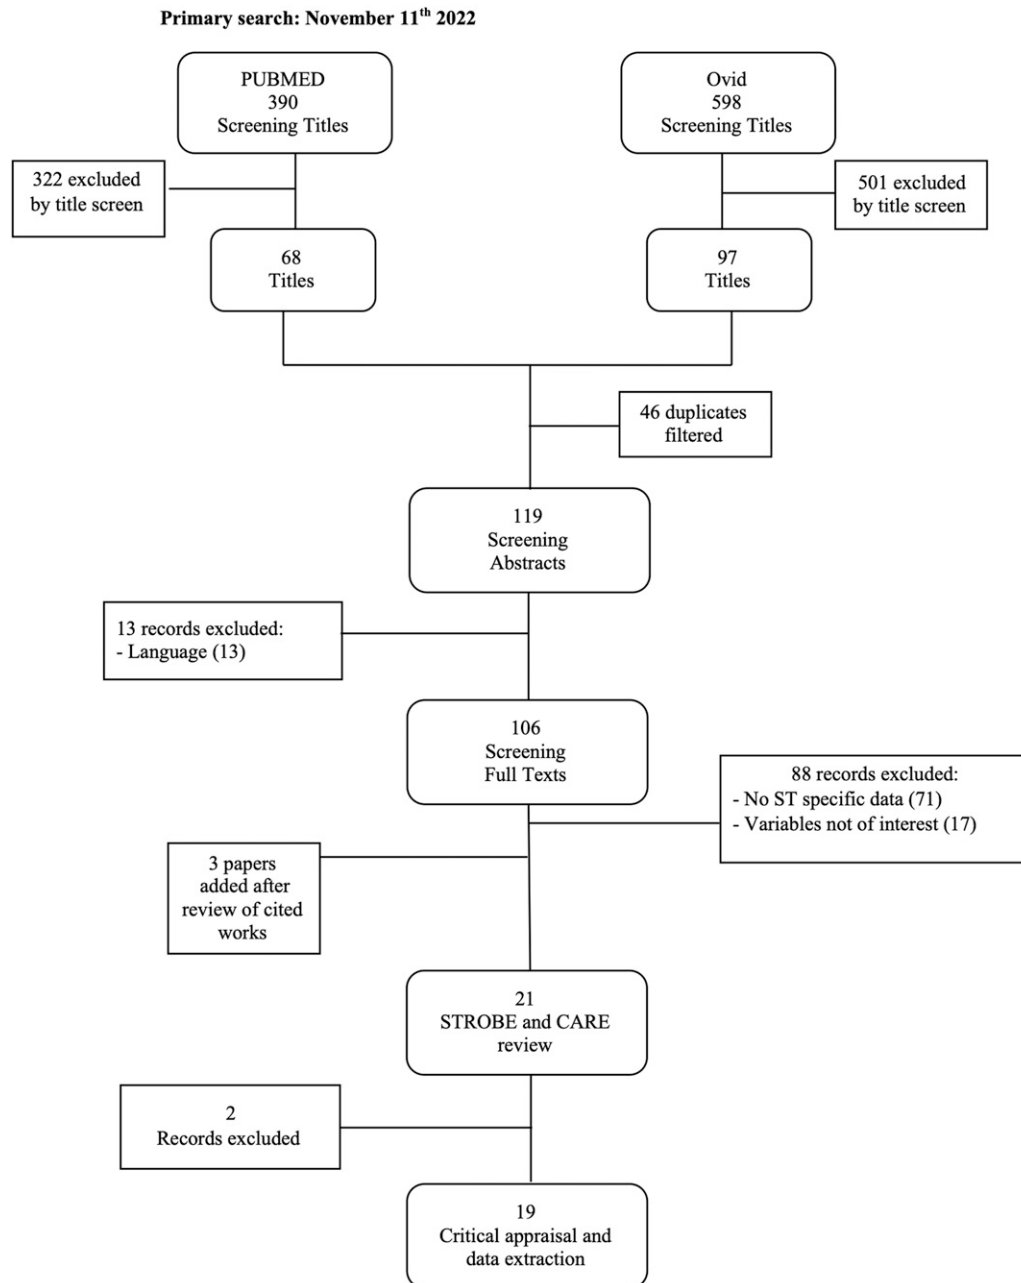 Primary search: November 11th 2022
PUBMED
390
Screening Titles
Ovid
598
Screening Titles
322 excluded
by title screen
501 excluded
by title screen
68
Titles
97
Titles
46 duplicates
filtered
119
Screening
Abstracts
13 records excluded:
- Language (13)
106
Screening
Full Texts
88 records excluded:
- No ST specific data (71)
- Variables not of interest (17)
3 papers
added after
review of cited
works
21
STROBE and CARE
review
2
Records excluded
19
Critical appraisal and
data extraction